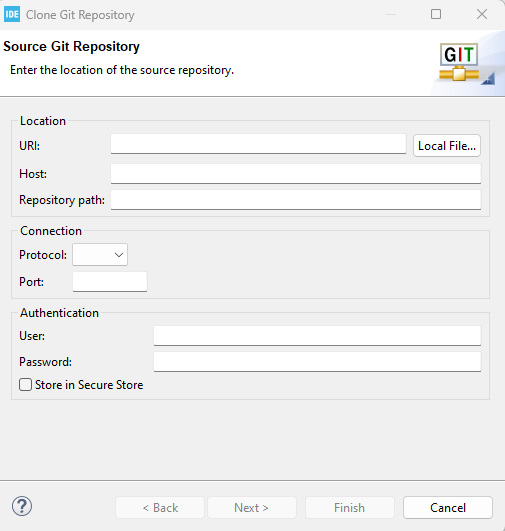 IDE Clone Git Repository
Source Git Repository
Enter the location of the source repository.
GIT
Location
URI:
Local File...
Host:
Repository path:
Connection
Protocol:
Port:
Authentication
User:
Password:
Store in Secure Store
? < Back Next > Finish Cancel